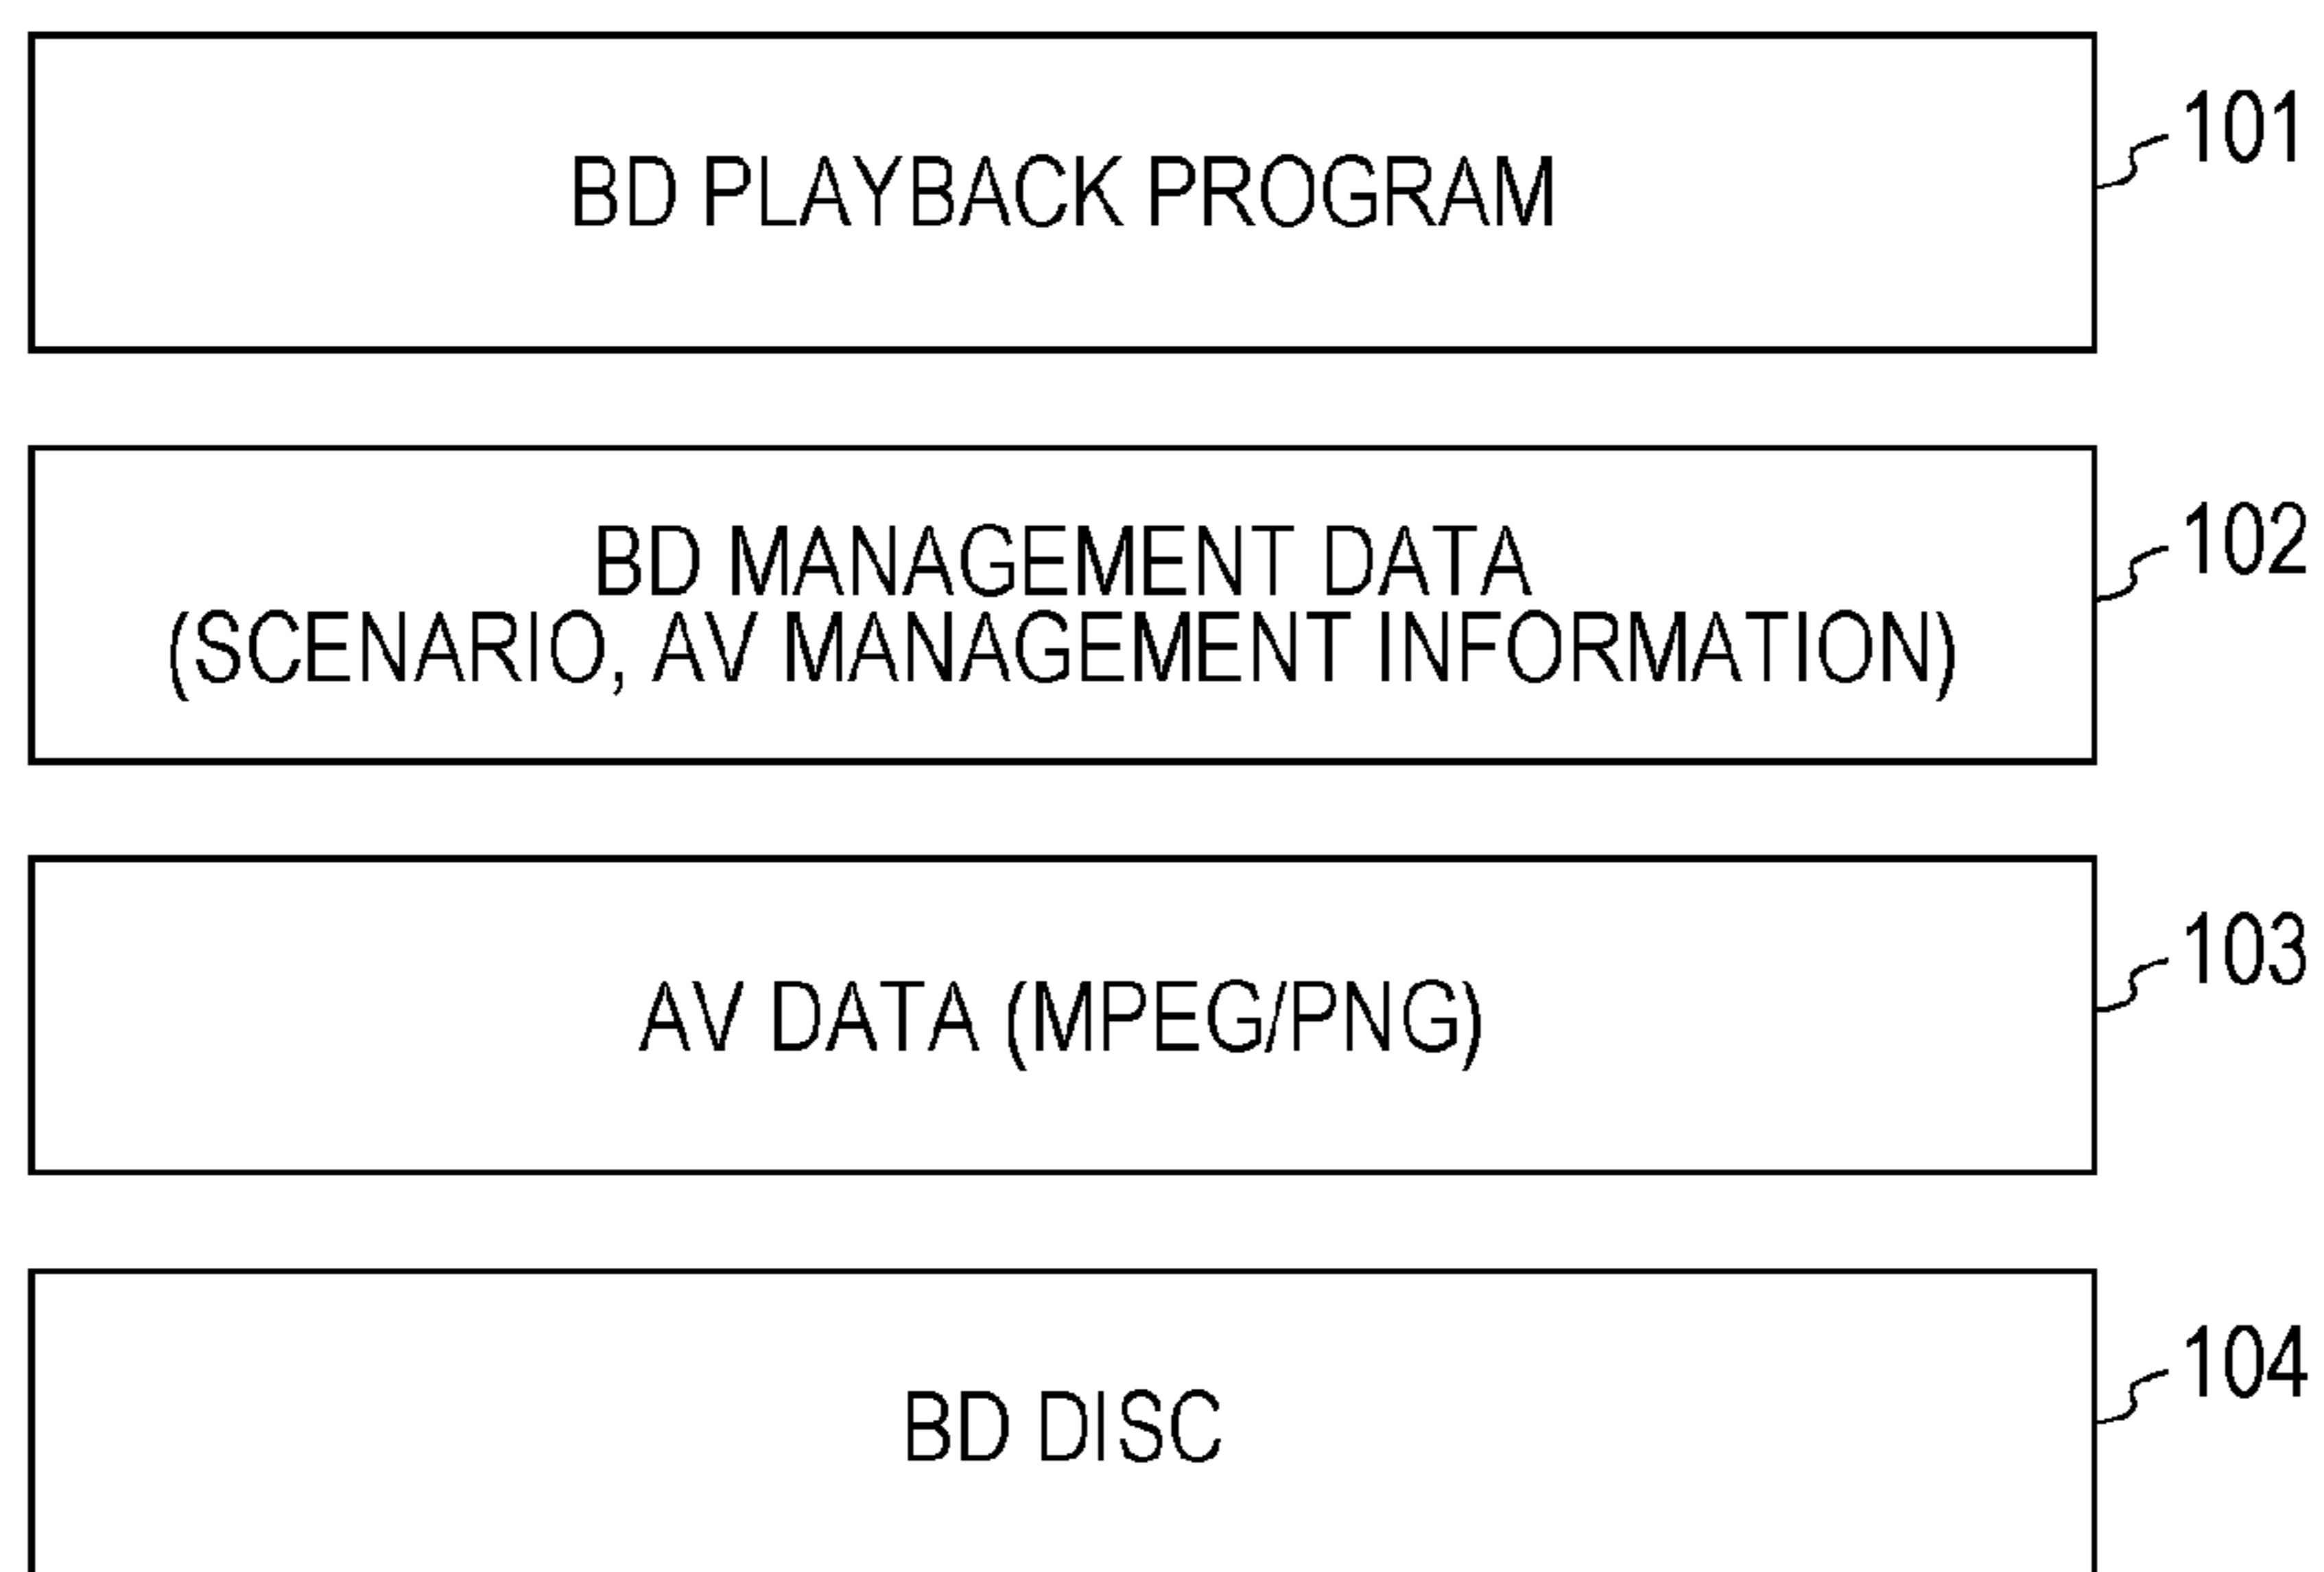 BD PLAYBACK PROGRAM
101
BD MANAGEMENT DATA
(SCENARIO, AV MANAGEMENT INFORMATION)
102
AV DATA (MPEG/PNG)
103
BD DISC
104